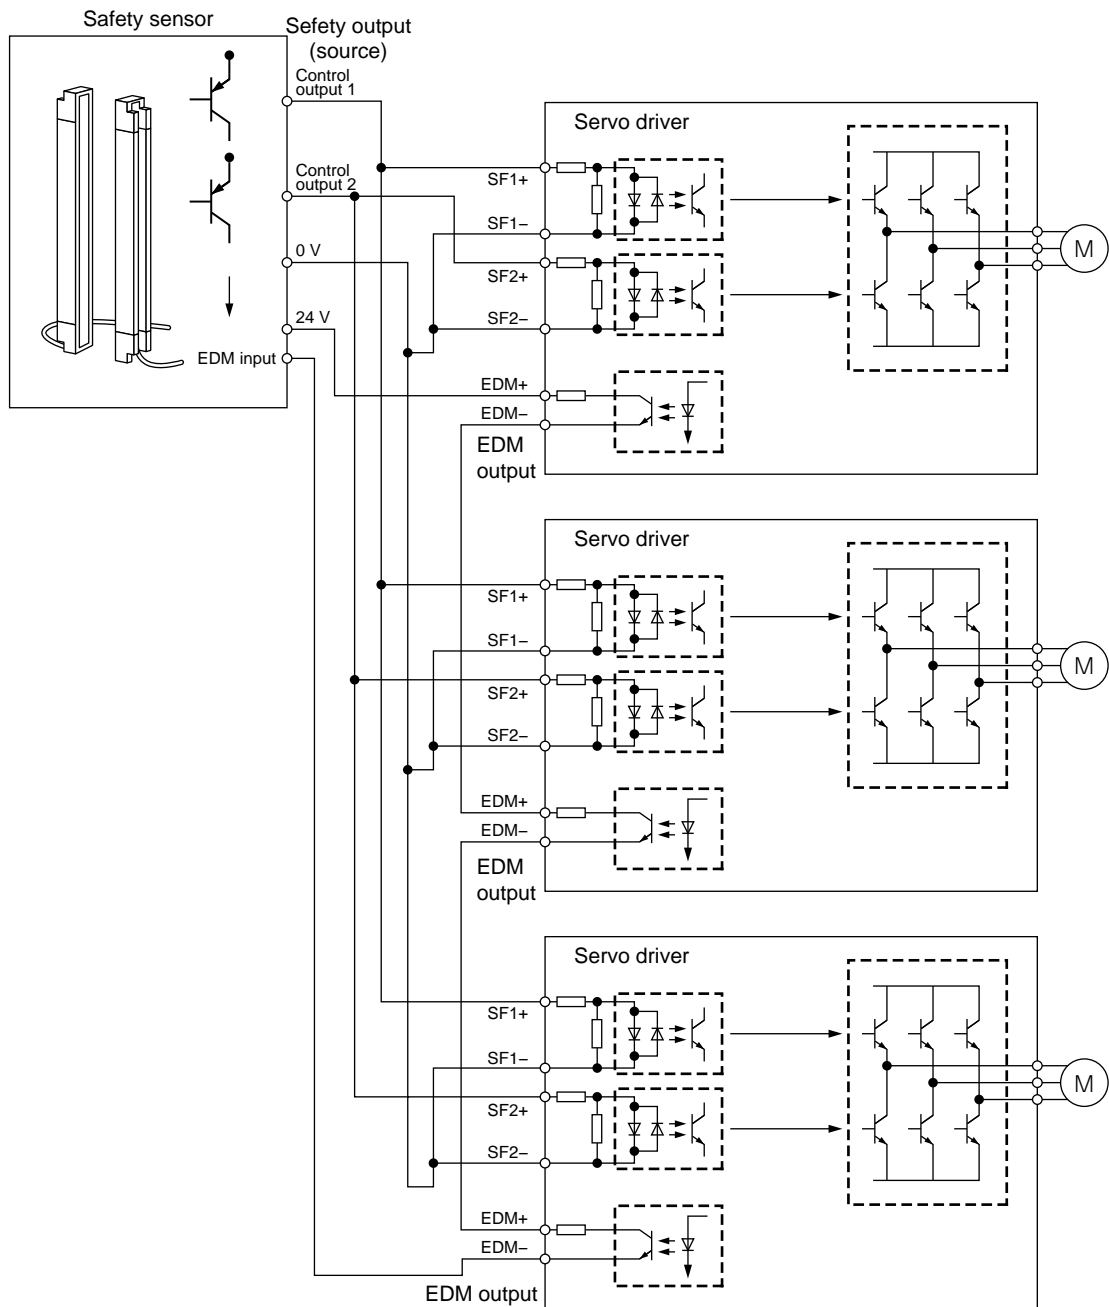 Safety sensor
Sefety output
(source)
Control
output 1
Control
output 2
0 V
24 V
EDM input
Servo driver
SF1+
SF1−
SF2+
SF2−
EDM+
EDM−
EDM
output
M
Servo driver
SF1+
SF1−
SF2+
SF2−
EDM+
EDM−
EDM
output
M
Servo driver
SF1+
SF1−
SF2+
SF2−
EDM+
EDM−
EDM output
M